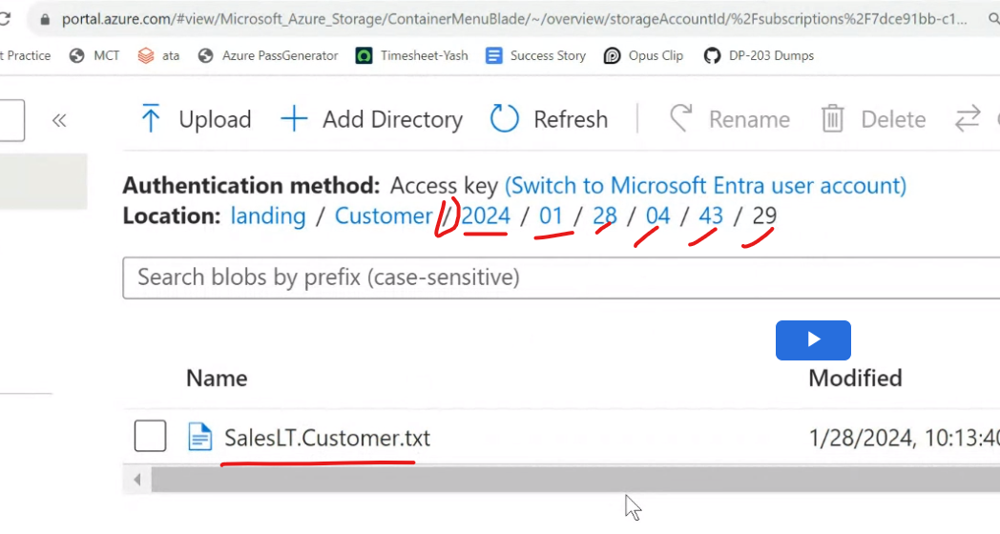 portal.azure.com/#view/Microsoft_Azure_Storage/ContainerMenuBlade/~/overview/storageAccountId/%2Fsubscriptions%2F7dce91bb-c1...
t Practice MCT ata Azure PassGenerator Timesheet-Yash Success Story Opus Clip DP-203 Dumps
Upload Add Directory Refresh Rename Delete
Authentication method: Access key (Switch to Microsoft Entra user account)
Location: landing / Customer / 2024 / 01 / 28 / 04 / 43 / 29
Search blobs by prefix (case-sensitive)
Name Modified
SalesLT.Customer.txt 1/28/2024, 10:13:40